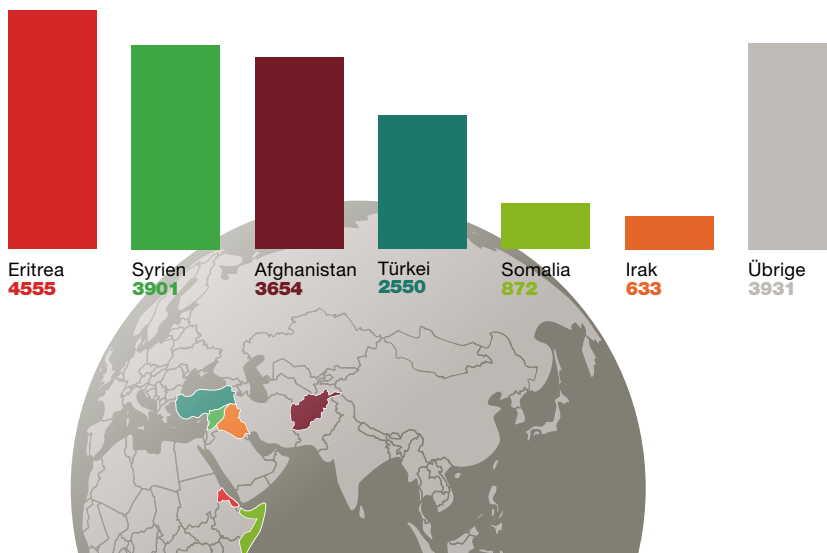 Eritrea
4555
Syrien
3901
Afghanistan
3654
Türkei
2550
Somalia
872
Irak
633
Übrige
3931